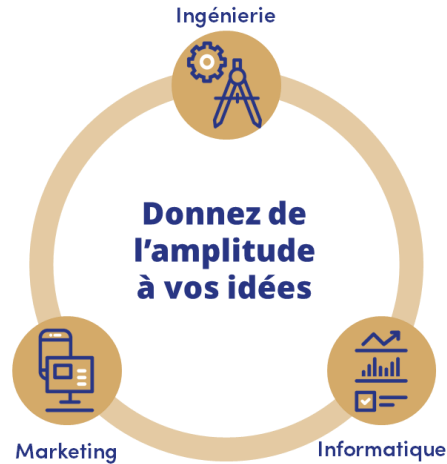 Ingénierie
Donnez de
l'amplitude
à vos idées
Marketing
Informatique